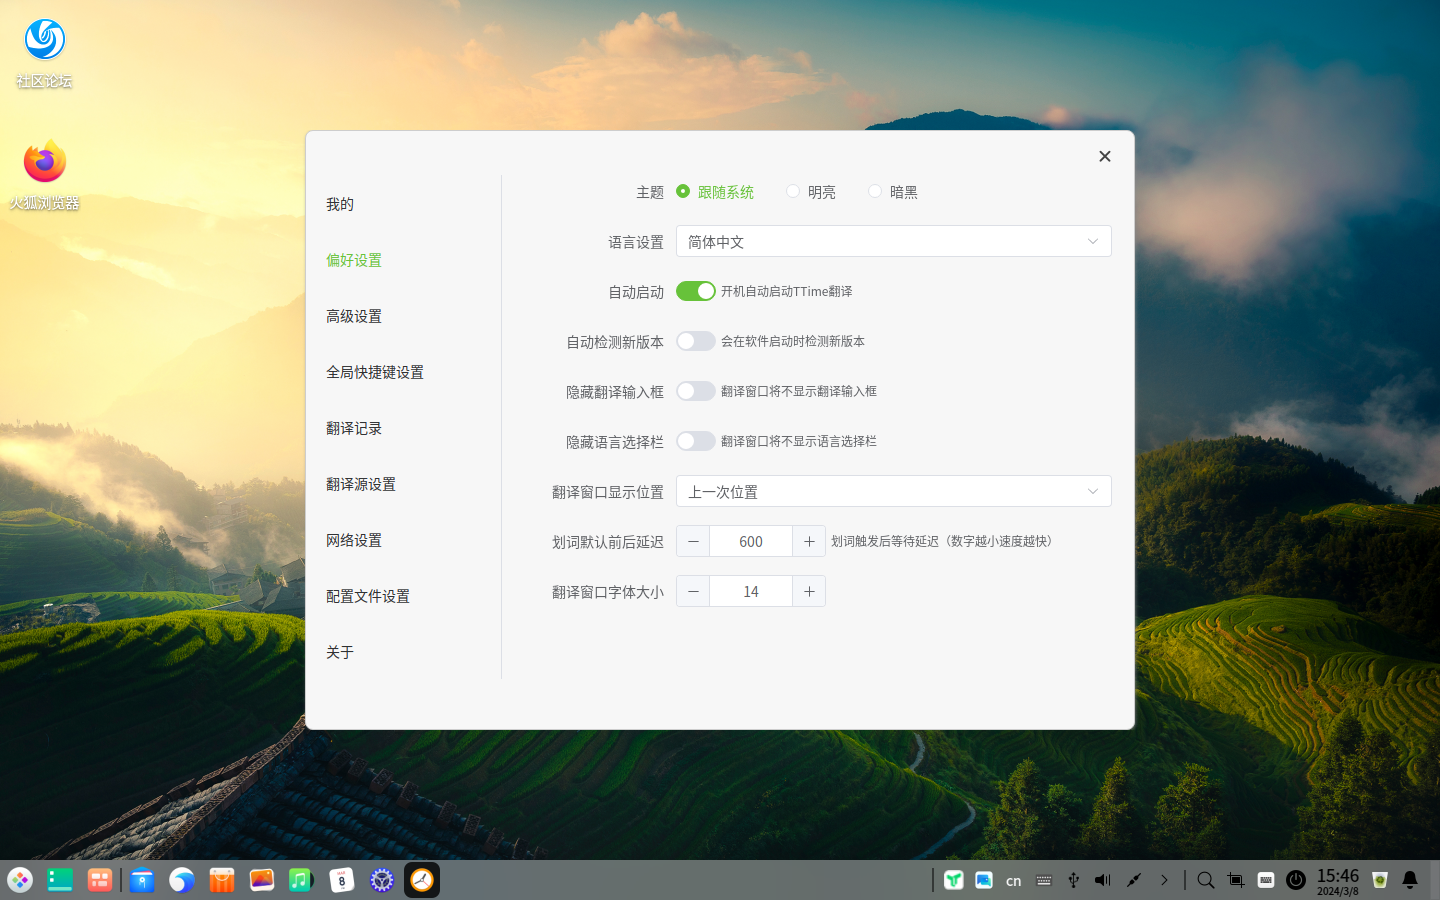 社区论坛
火狐浏览器
我的
偏好设置
高级设置
全局快捷键设置
翻译记录
翻译源设置
网络设置
配置文件设置
关于
主题 跟随系统 明亮 暗黑
语言设置 简体中文
自动启动 开机自动启动TTime翻译
自动检测新版本 会在软件启动时检测新版本
隐藏翻译输入框 翻译窗口将不显示翻译输入框
隐藏语言选择栏 翻译窗口将不显示语言选择栏
翻译窗口显示位置 上一次位置
划词默认前后延迟 600 划词触发后等待延迟（数字越小速度越快）
翻译窗口字体大小 14
8
cn
15:46
2024/3/8